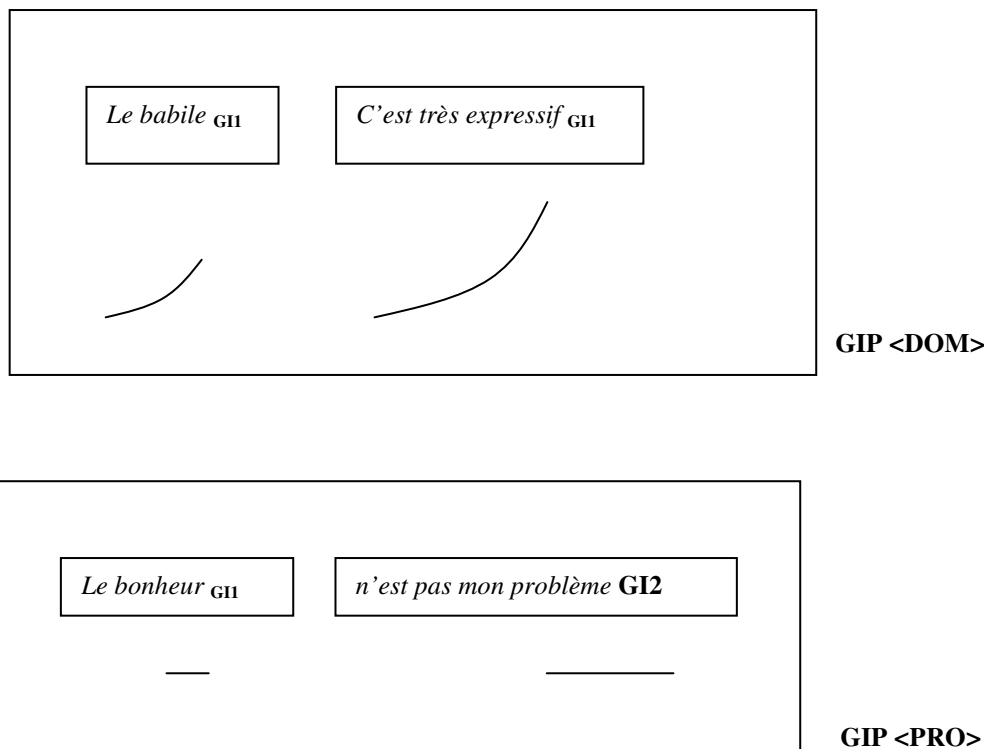 Le babile GI1
C’est très expressif GI1
GIP <DOM>
Le bonheur GI1
n’est pas mon problème GI2
GIP <PRO>